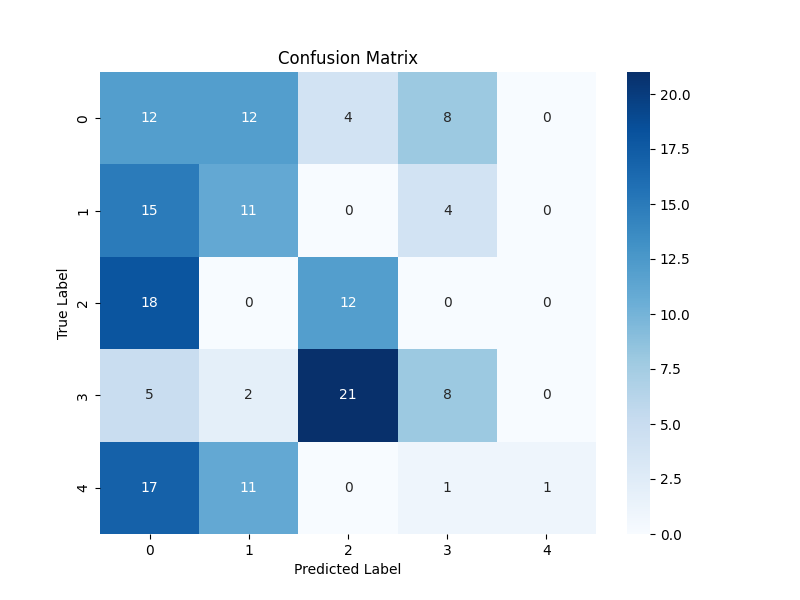 Confusion Matrix
0 12 12 4 8 0
1 15 11 0 4 0
2 18 0 12 0 0
3 5 2 21 8 0
4 17 11 0 1 1
0 1 2 3 4
True Label
Predicted Label
20.0
17.5
15.0
12.5
10.0
7.5
5.0
2.5
0.0